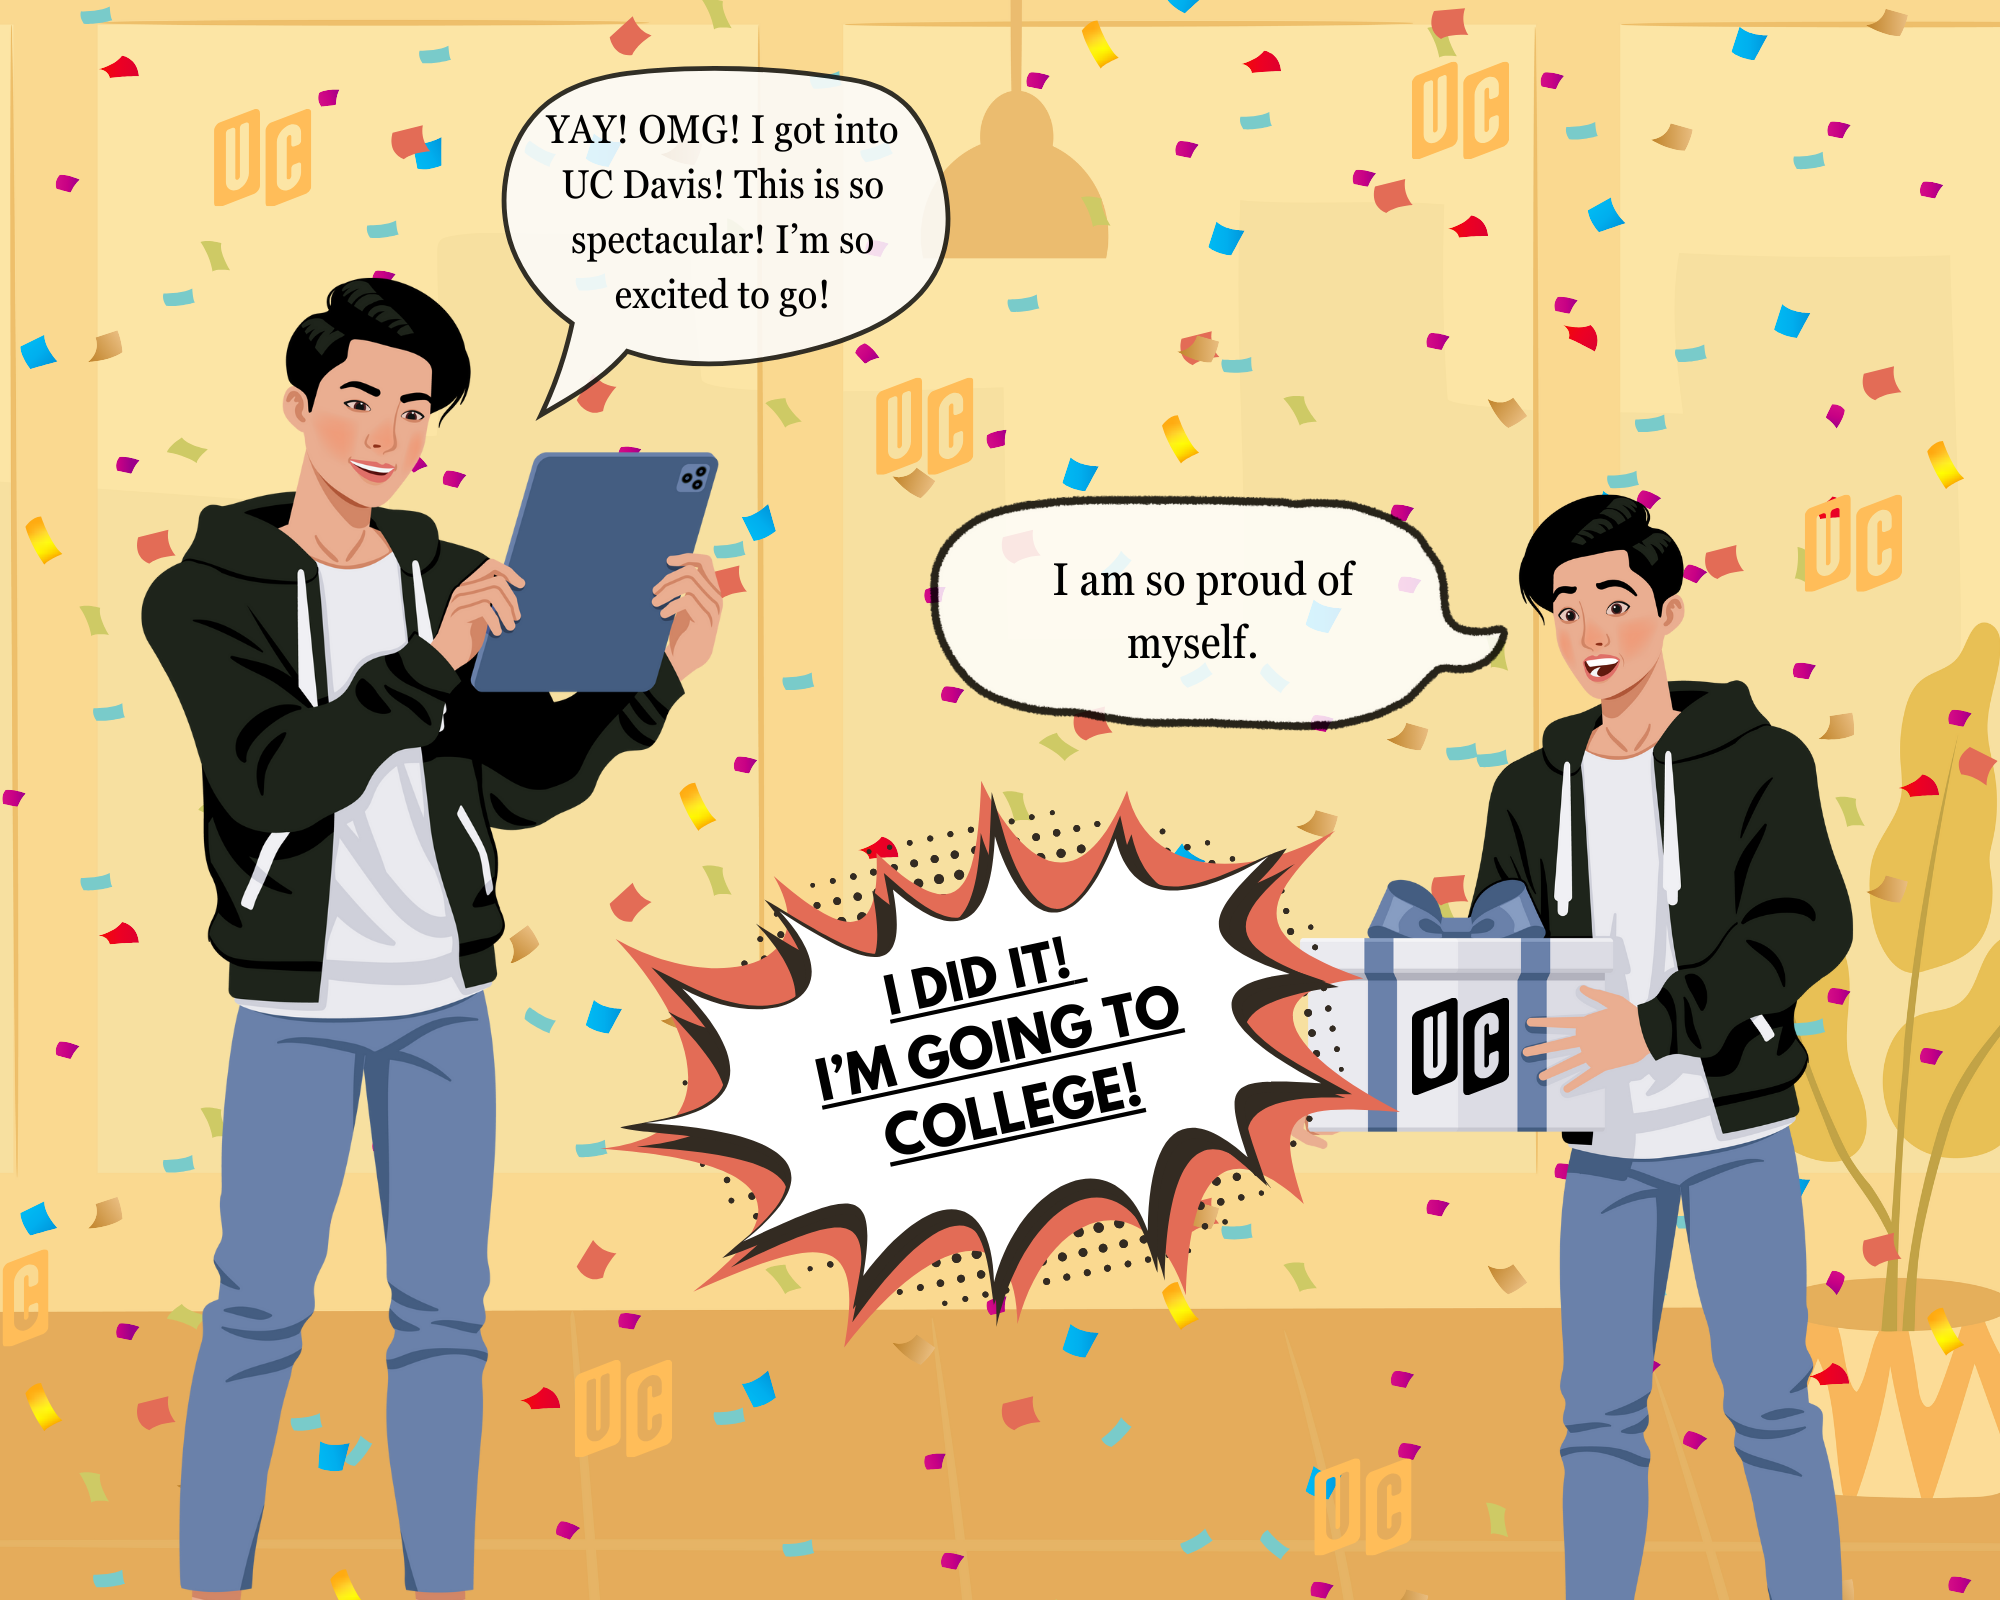 UC
UC
YAY! OMG! I got into
UC Davis! This is so
spectacular! I'm so
excited to go!
UC
UC
I am so proud of
myself.
I DID IT!
I'M GOING TO
COLLEGE!
UC
C
UC
UC